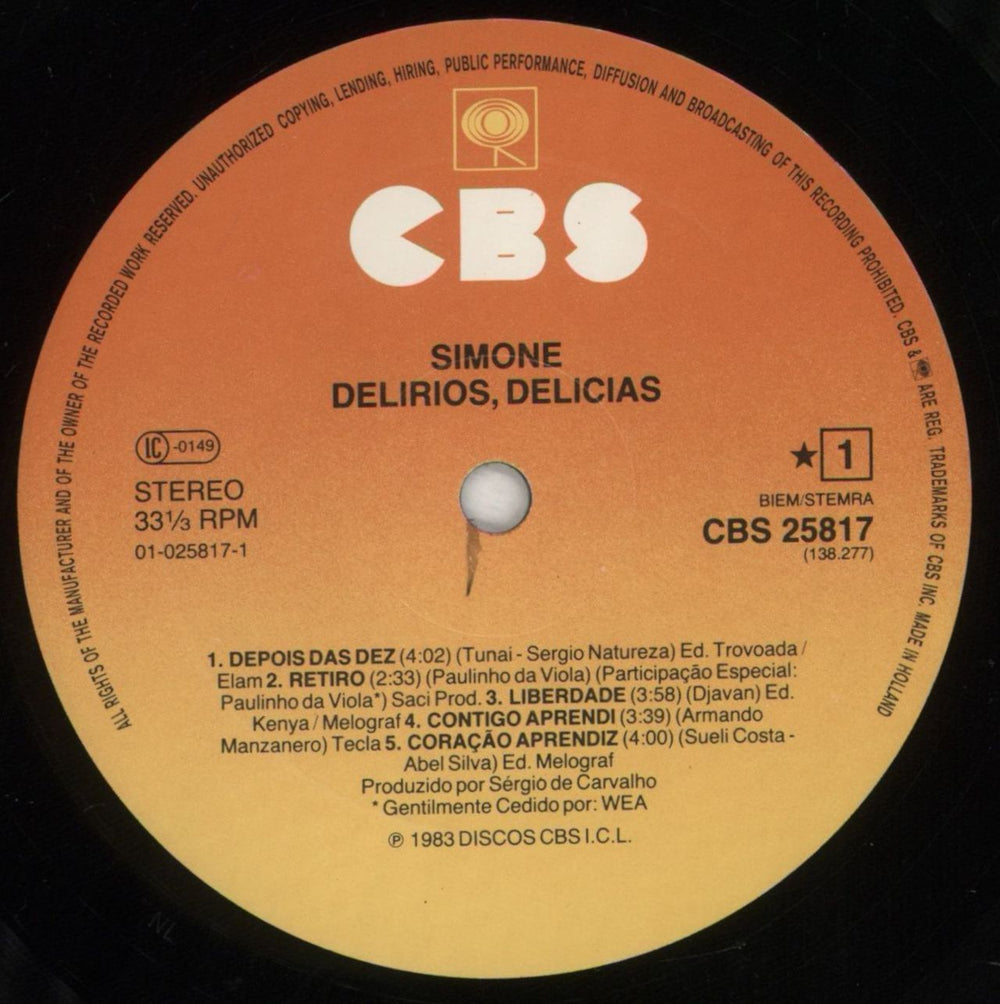 ALL RIGHTS OF THE MANUFACTURER AND OF THE OWNER OF THE RECORDED WORK RESERVED. UNAUTHORIZED COPYING, LENDING, HIRING, PUBLIC PERFORMANCE, DIFFUSION AND BROADCASTING OF THIS RECORDING PROHIBITED. CBS & ARE REG. TRADEMARKS OF CBS INC. MADE IN HOLLAND
CBS
SIMONE
DELIRIOS, DELICIAS
LC-0149
STEREO
33⅓ RPM
01-025817-1
★ 1
BIEM/STEMRA
CBS 25817
(138.277)
1. DEPOIS DAS DEZ (4:02) (Tunai - Sergio Natureza) Ed. Trovoada /
Elam 2. RETIRO (2:33) (Paulinho da Viola) (Participação Especial:
Paulinho da Viola*) Saci Prod. 3. LIBERDADE (3:58) (Djavan) Ed.
Kenya / Melograf 4. CONTIGO APRENDI (3:39) (Armando
Manzanero) Tecla 5. CORAÇÃO APRENDIZ (4:00) (Sueli Costa -
Abel Silva) Ed. Melograf
Produzido por Sérgio de Carvalho
* Gentilmente Cedido por: WEA
℗ 1983 DISCOS CBS I.C.L.
NL